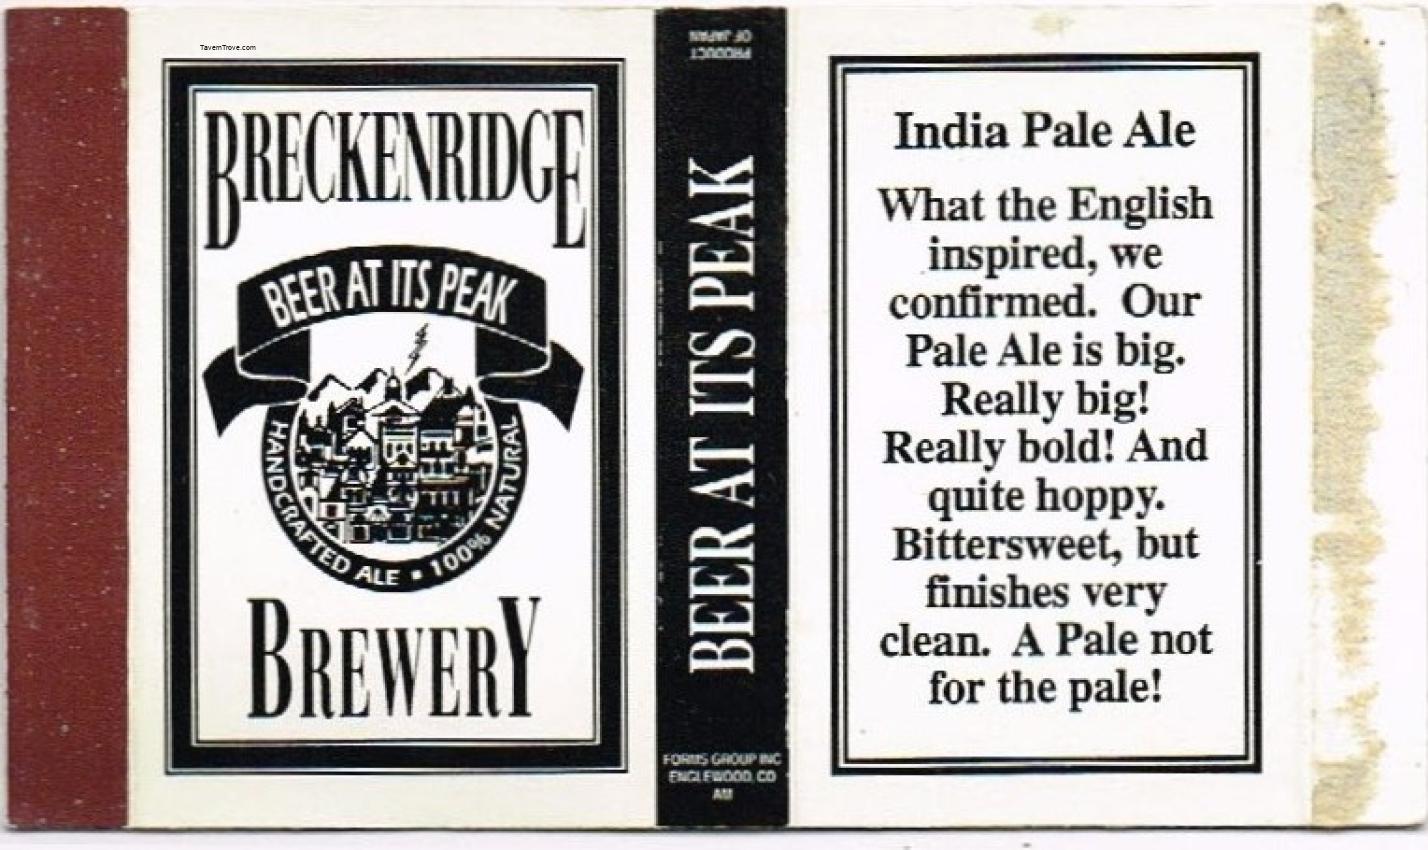 TavernTrove.com
BRECKENRIDGE
BEER AT ITS PEAK
HANDCRAFTED ALE • 100% NATURAL
BREWERY
PRODUCT
OF JAPAN
BEER AT ITS PEAK
FORMS GROUP INC
ENGLEWOOD, CO
AM
India Pale Ale
What the English
inspired, we
confirmed. Our
Pale Ale is big.
Really big!
Really bold! And
quite hoppy.
Bittersweet, but
finishes very
clean. A Pale not
for the pale!